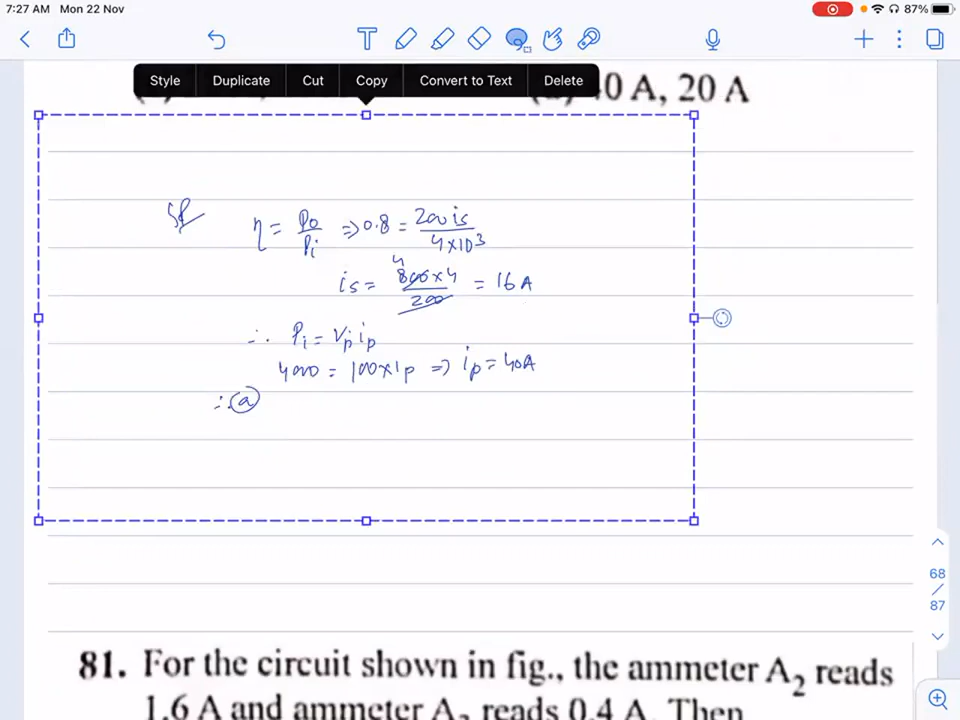 7:27 AM Mon 22 Nov 87%
Style Duplicate Cut Copy Convert to Text Delete
0 A, 20 A
η = Po/Pi ⇒ 0.8 = 200 is/4×10³
is = 800×4/200 = 16 A
4
∴ Pi = Vp ip
4000 = 100×ip ⇒ ip = 40A
∴ (a)
68
/
87
81. For the circuit shown in fig., the ammeter A₂ reads
1.6 A and ammeter A₃ reads 0.4 A. Then